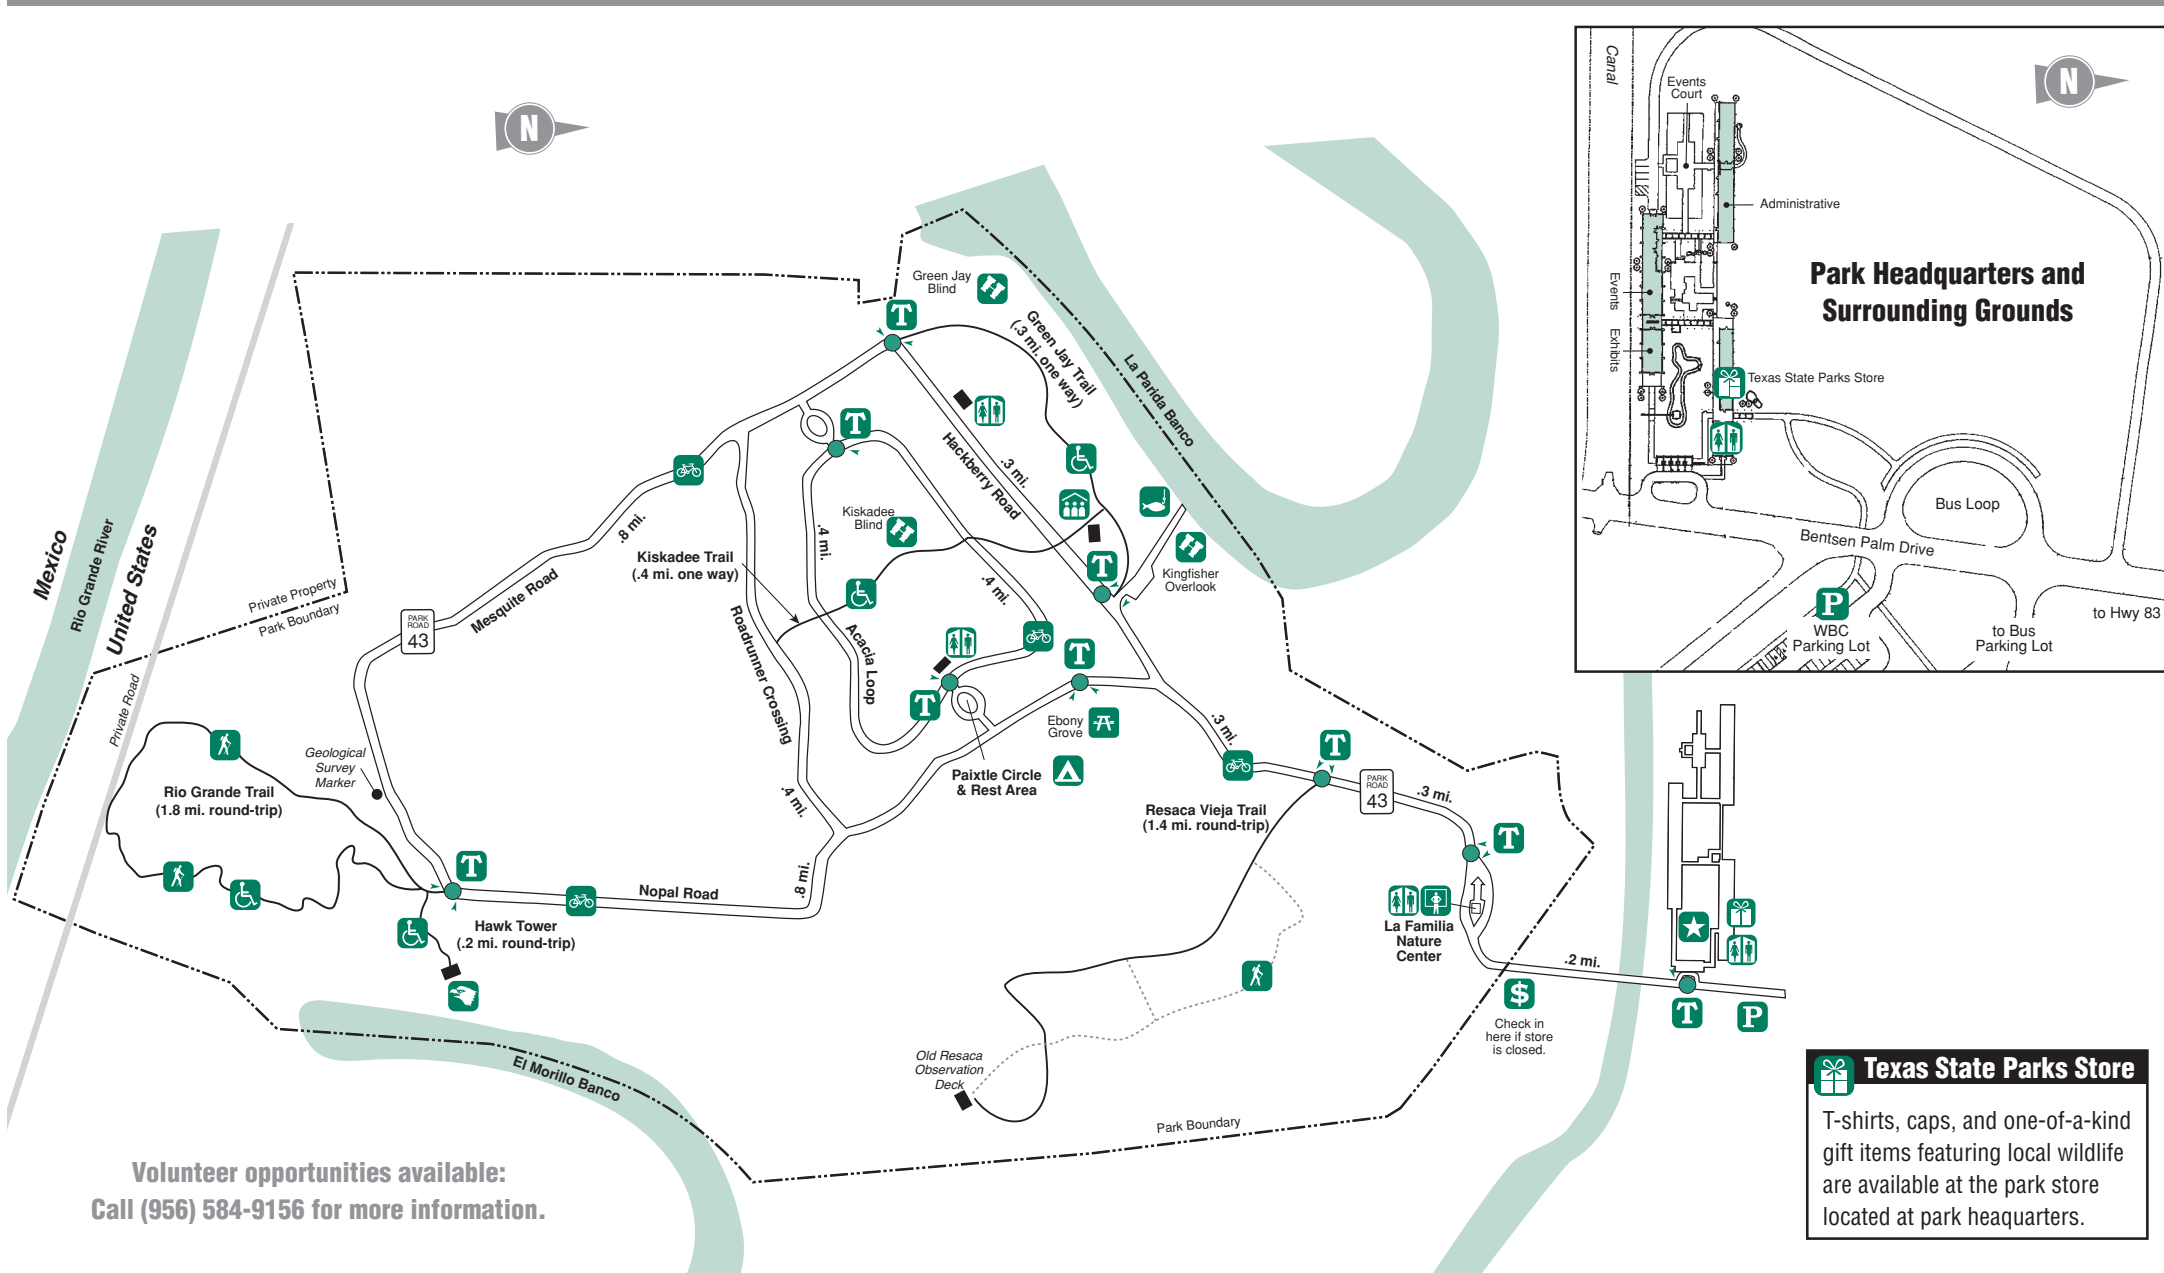 N
Mexico
Rio Grande River
United States
Private Property
Park Boundary
Private Road
PARK
ROAD
43
Mesquite Road
.8 mi.
Green Jay
Blind
T
Green Jay Trail
(.3 mi. one way)
La Parida Banco
Hackberry Road
.3 mi.
T
Kiskadee
Blind
.4 mi.
Kiskadee Trail
(.4 mi. one way)
.4 mi.
T
Kingfisher
Overlook
Roadrunner Crossing
Acacia Loop
T
T
Ebony
Grove
Paixtle Circle
& Rest Area
.4 mi.
.3 mi.
T
PARK
ROAD
43
.3 mi.
Resaca Vieja Trail
(1.4 mi. round-trip)
T
Geological
Survey
Marker
Rio Grande Trail
(1.8 mi. round-trip)
T
Nopal Road
.8 mi.
Hawk Tower
(.2 mi. round-trip)
La Familia
Nature
Center
.2 mi.
$
Check in
here if store
is closed.
T
P
Old Resaca
Observation
Deck
El Morillo Banco
Park Boundary
Volunteer opportunities available:
Call (956) 584-9156 for more information.
Canal
Events
Court
N
Administrative
Park Headquarters and
Surrounding Grounds
Events
Exhibits
Texas State Parks Store
Bus Loop
Bentsen Palm Drive
P
WBC
Parking Lot
to Bus
Parking Lot
to Hwy 83
Texas State Parks Store
T-shirts, caps, and one-of-a-kind
gift items featuring local wildlife
are available at the park store
located at park heaquarters.